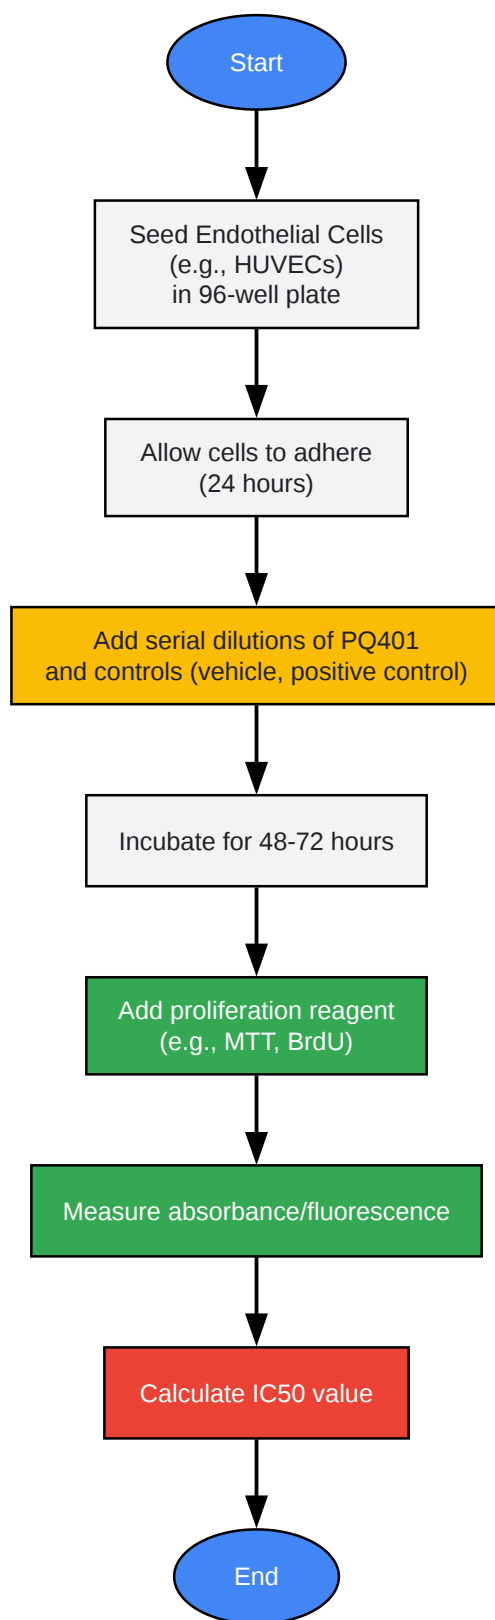 Start
Seed Endothelial Cells
(e.g., HUVECs)
in 96-well plate
Allow cells to adhere
(24 hours)
Add serial dilutions of PQ401
and controls (vehicle, positive control)
Incubate for 48-72 hours
Add proliferation reagent
(e.g., MTT, BrdU)
Measure absorbance/fluorescence
Calculate IC50 value
End